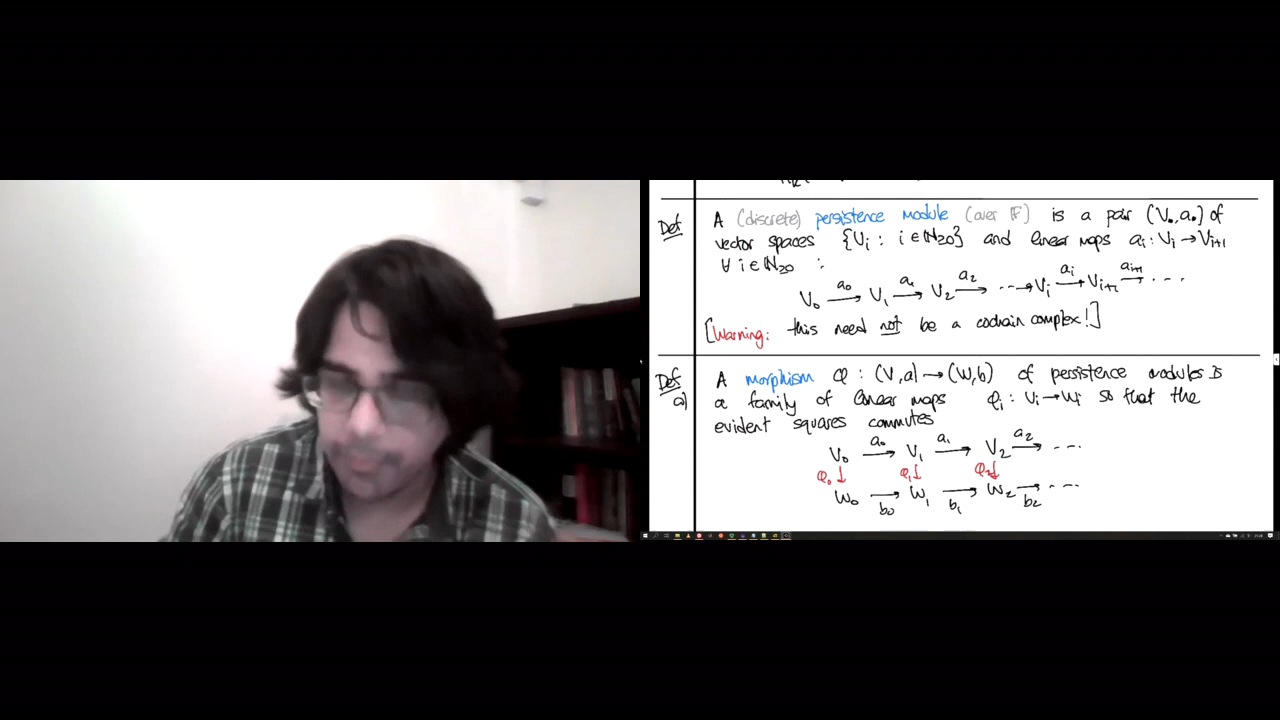 Def A (discrete) persistence module (over 𝔽) is a pair (V•, a•) of
vector spaces {Vᵢ : i ∈ ℕ≥0} and linear maps aᵢ : Vᵢ → Vᵢ₊₁
∀ i ∈ ℕ≥0 :
V₀ —a₀→ V₁ —a₁→ V₂ —a₂→ ⋯ → Vᵢ —aᵢ→ Vᵢ₊₁ —aᵢ₊₁→ ⋯
[Warning: this need not be a cochain complex!]
Def A morphism φ : (V, a) → (W, b) of persistence modules is
a) a family of linear maps φᵢ : Vᵢ → Wᵢ so that the
evident squares commutes
V₀ —a₀→ V₁ —a₁→ V₂ —a₂→ ⋯
φ₀↓ φ₁↓ φ₂↓
W₀ —b₀→ W₁ —b₁→ W₂ —b₂→ ⋯